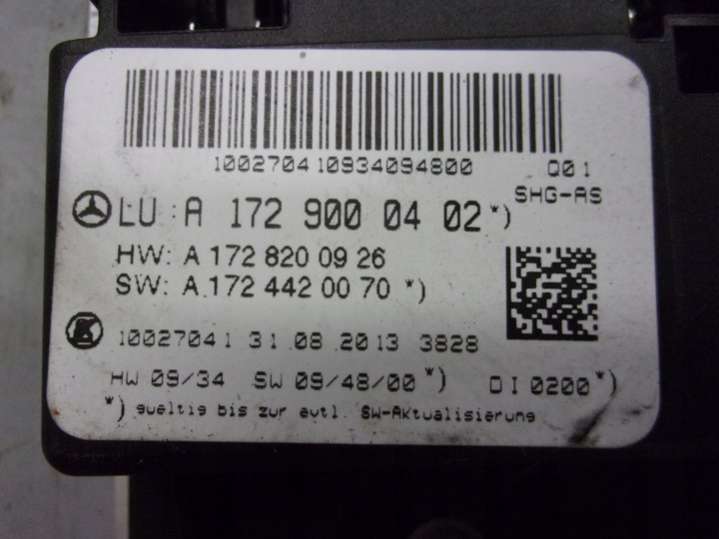 100270410934094800 Q01
SHG-AS
LU: A 172 900 04 02 *)
HW: A 172 820 09 26
SW: A.172 442 00 70 *)
10027041 31.08.2013 3828
HW 09/34 SW 09/48/00*) DI 0200*)
*) gueltig bis zur evtl. SW-Aktualisierung